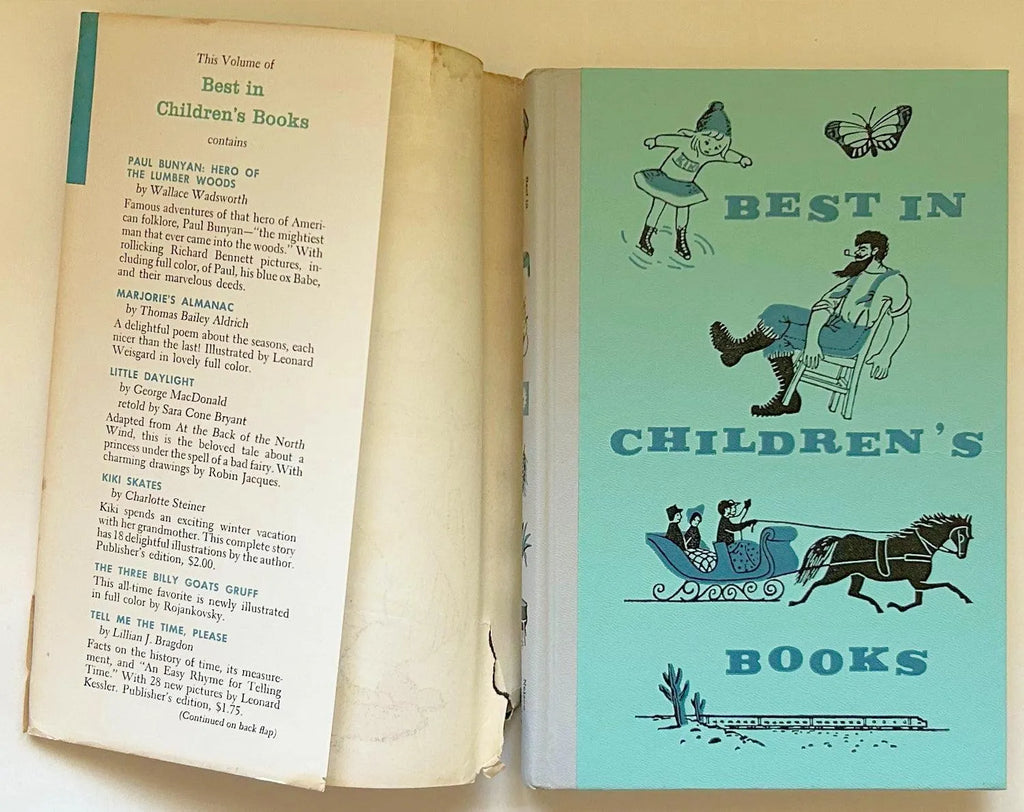 This Volume of
Best in
Children's Books
contains
PAUL BUNYAN: HERO OF
THE LUMBER WOODS
by Wallace Wadsworth
Famous adventures of that hero of Ameri-
can folklore, Paul Bunyan—"the mightiest
man that ever came into the woods." With
rollicking Richard Bennett pictures, in-
cluding full color, of Paul, his blue ox Babe,
and their marvelous deeds.
MARJORIE'S ALMANAC
by Thomas Bailey Aldrich
A delightful poem about the seasons, each
nicer than the last! Illustrated by Leonard
Weisgard in lovely full color.
LITTLE DAYLIGHT
by George MacDonald
retold by Sara Cone Bryant
Adapted from At the Back of the North
Wind, this is the beloved tale about a
princess under the spell of a bad fairy. With
charming drawings by Robin Jacques.
KIKI SKATES
by Charlotte Steiner
Kiki spends an exciting winter vacation
with her grandmother. This complete story
has 18 delightful illustrations by the author.
Publisher's edition, $2.00.
THE THREE BILLY GOATS GRUFF
This all-time favorite is newly illustrated
in full color by Rojankovsky.
TELL ME THE TIME, PLEASE
by Lillian J. Bragdon
Facts on the history of time, its measure-
ment, and "An Easy Rhyme for Telling
Time." With 28 new pictures by Leonard
Kessler. Publisher's edition, $1.75.
(Continued on back flap)
KIKI
BEST IN
CHILDREN'S
BOOKS